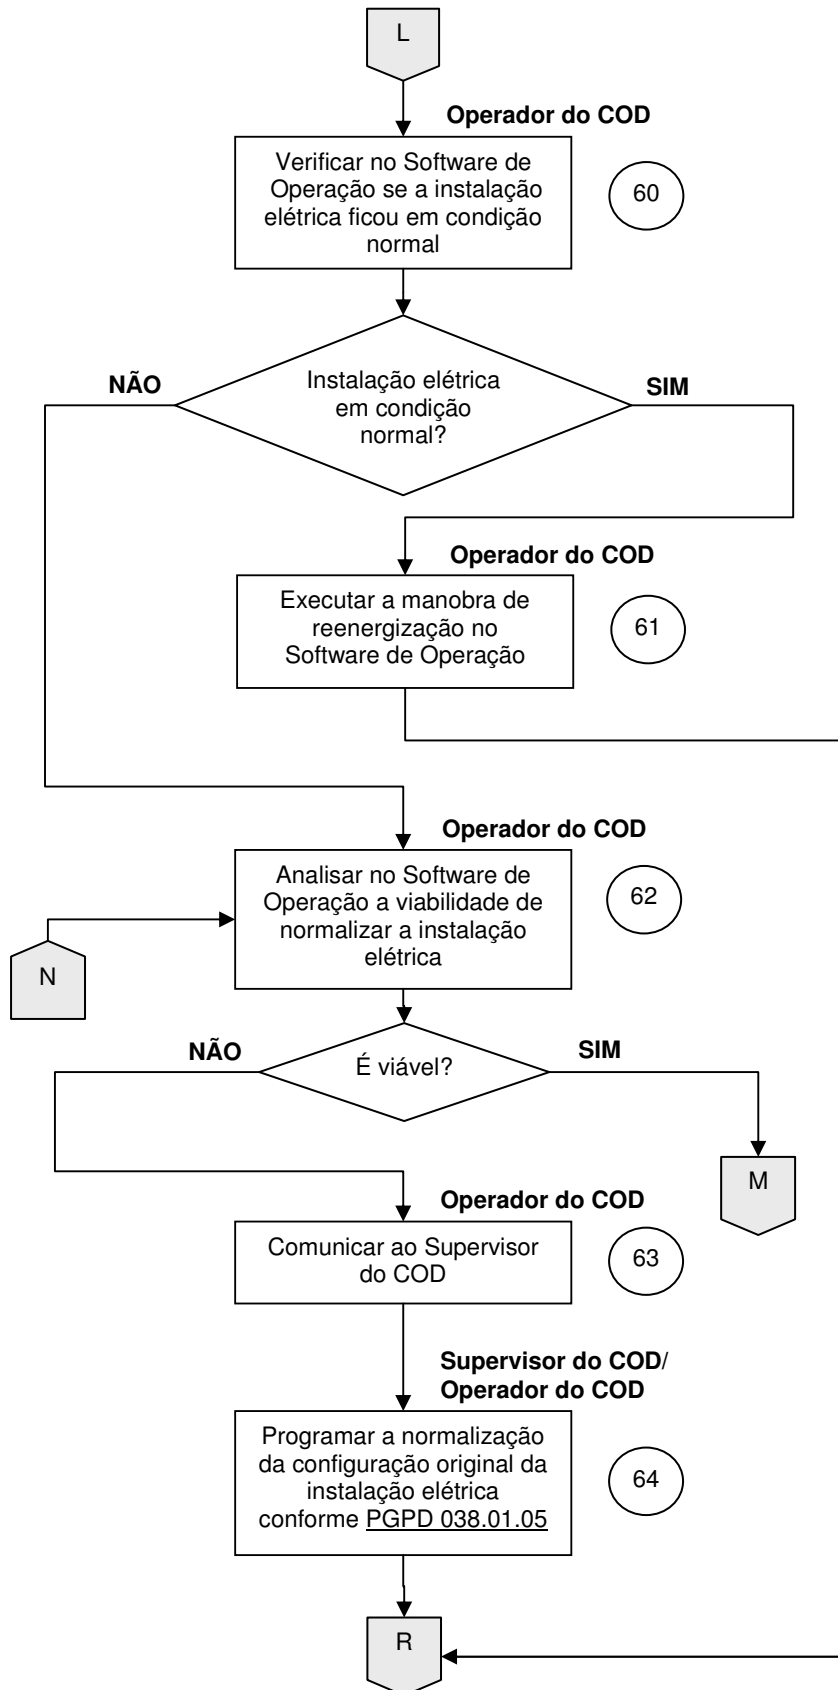 L
Operador do COD
Verificar no Software de
Operação se a instalação
elétrica ficou em condição
normal
60
NÃO
Instalação elétrica
em condição
normal?
SIM
Operador do COD
Executar a manobra de
reenergização no
Software de Operação
61
Operador do COD
Analisar no Software de
Operação a viabilidade de
normalizar a instalação
elétrica
62
N
NÃO
É viável?
SIM
M
Operador do COD
Comunicar ao Supervisor
do COD
63
Supervisor do COD/
Operador do COD
Programar a normalização
da configuração original da
instalação elétrica
conforme PGPD 038.01.05
64
R